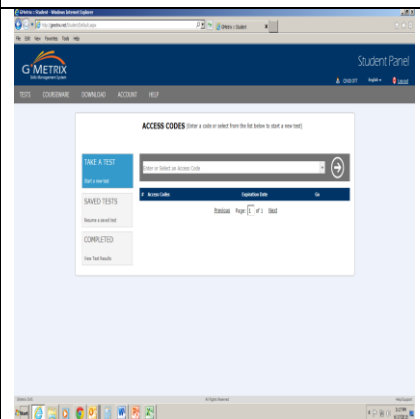 GMetrix : Student - Windows Internet Explorer
GMetrix : Student
File Edit View Favorites Tools Help
G*METRIX
Skills Management System
Student Panel
English
TESTS COURSEWARE DOWNLOAD ACCOUNT HELP
ACCESS CODES (Enter a code or select from the list below to start a new test)
TAKE A TEST
Start a new test
Enter or Select an Access Code
SAVED TESTS
Resume a saved test
# Access Codes Expiration Date Go
Previous Page 1 of 1 Next
COMPLETED
View Test Results
All Rights Reserved